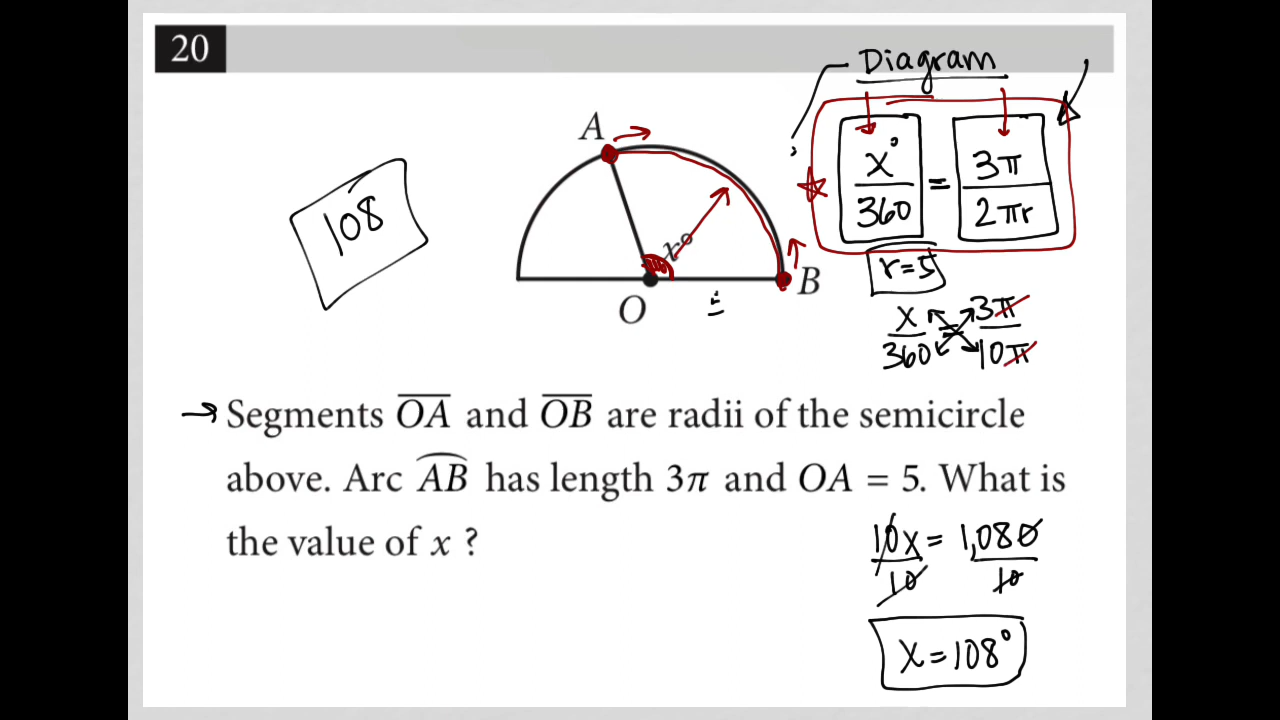 20
Diagram
A
x° / 360 = 3π / 2πr
108
x°
r=5
B
O
5
x / 360 = 3π / 10π
→ Segments OA and OB are radii of the semicircle
above. Arc AB has length 3π and OA = 5. What is
the value of x ?
10x / 10 = 1,080 / 10
x = 108°